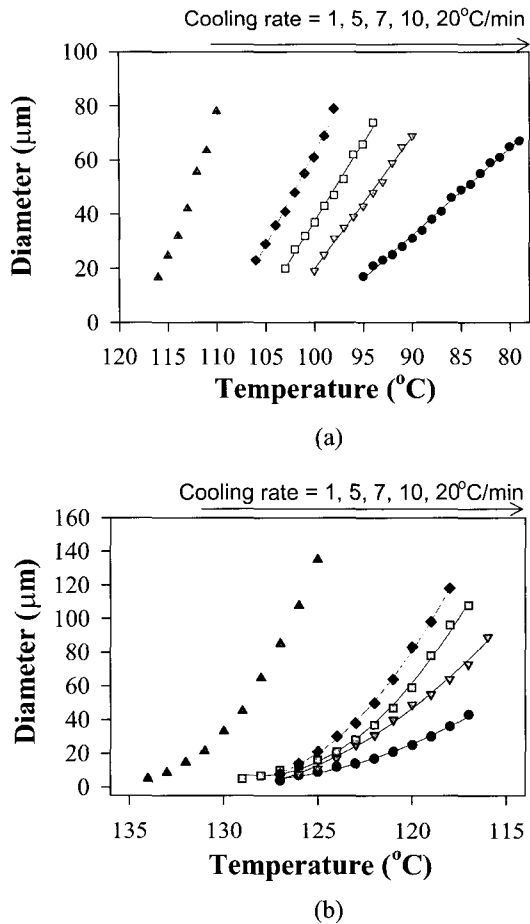 Cooling rate = 1, 5, 7, 10, 20°C/min
100
80
60
40
20
0
Diameter (μm)
120 115 110 105 100 95 90 84 80
Temperature (°C)
(a)
Cooling rate = 1, 5, 7, 10, 20°C/min
160
140
120
100
80
60
40
20
0
Diameter (μm)
135 130 125 120 115
Temperature (°C)
(b)